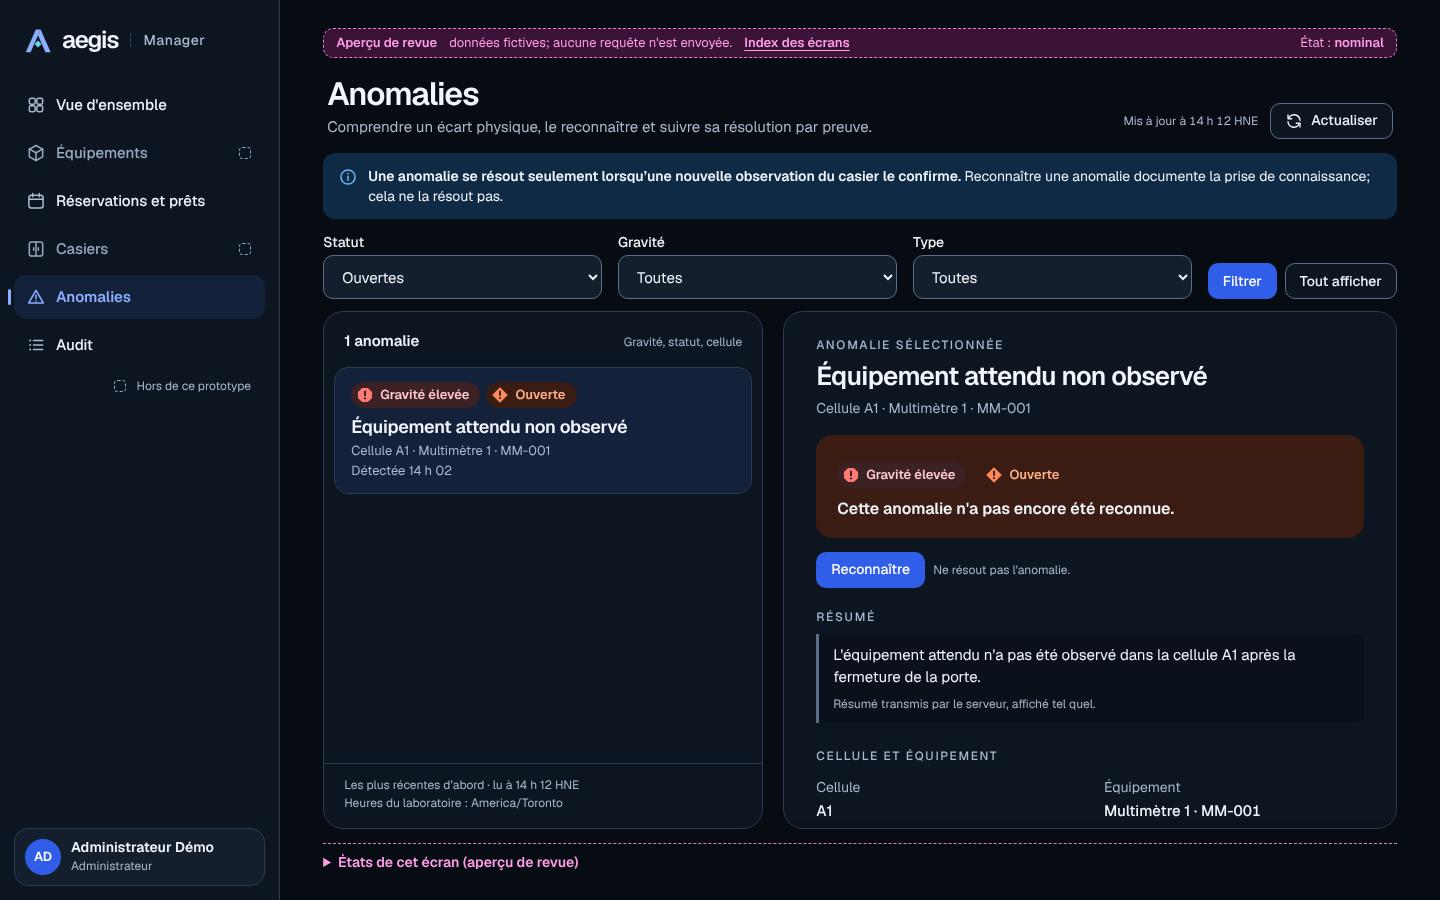 aegis Manager
Vue d'ensemble
Équipements
Réservations et prêts
Casiers
Anomalies
Audit
Hors de ce prototype
AD
Administrateur Démo
Administrateur
Aperçu de revue données fictives; aucune requête n'est envoyée. Index des écrans État : nominal
Anomalies
Comprendre un écart physique, le reconnaître et suivre sa résolution par preuve.
Mis à jour à 14 h 12 HNE Actualiser
Une anomalie se résout seulement lorsqu'une nouvelle observation du casier le confirme. Reconnaître une anomalie documente la prise de connaissance;
cela ne la résout pas.
Statut Gravité Type
Ouvertes Toutes Toutes Filtrer Tout afficher
1 anomalie Gravité, statut, cellule
Gravité élevée Ouverte
Équipement attendu non observé
Cellule A1 · Multimètre 1 · MM-001
Détectée 14 h 02
Les plus récentes d'abord · lu à 14 h 12 HNE
Heures du laboratoire : America/Toronto
ANOMALIE SÉLECTIONNÉE
Équipement attendu non observé
Cellule A1 · Multimètre 1 · MM-001
Gravité élevée Ouverte
Cette anomalie n'a pas encore été reconnue.
Reconnaître Ne résout pas l'anomalie.
RÉSUMÉ
L'équipement attendu n'a pas été observé dans la cellule A1 après la
fermeture de la porte.
Résumé transmis par le serveur, affiché tel quel.
CELLULE ET ÉQUIPEMENT
Cellule Équipement
A1 Multimètre 1 · MM-001
États de cet écran (aperçu de revue)